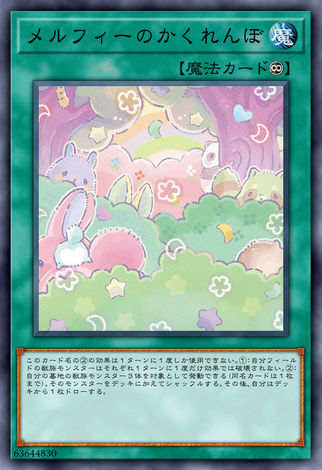 メルフィーのかくれんぼ
魔
【魔法カード】
このカード名の②の効果は１ターンに１度しか使用できない。①：自分フィール
ドの獣族モンスターはそれぞれ１ターンに１度だけ効果では破壊されない。②：
自分の墓地の獣族モンスター３体を対象として発動できる（同名カードは１枚
まで）。そのモンスターをデッキに加えてシャッフルする。その後、自分はデッ
キから１枚ドローする。
63644830